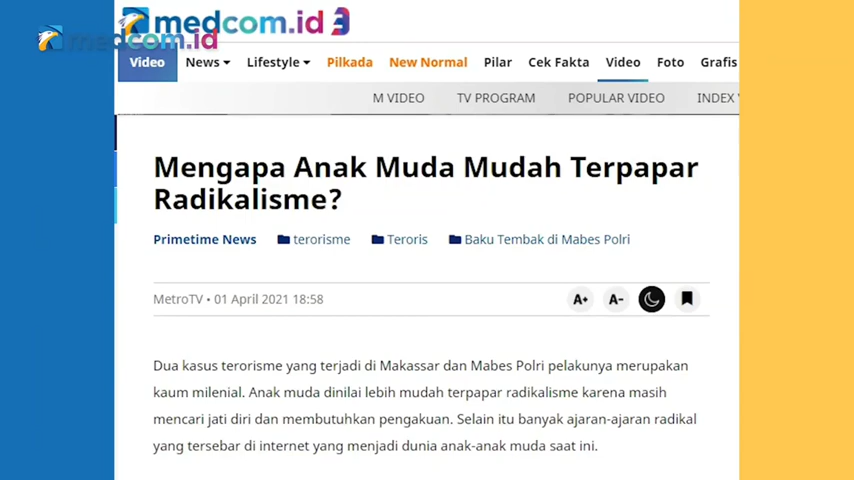 medcom.id
medcom.id
Video News Lifestyle Pilkada New Normal Pilar Cek Fakta Video Foto Grafis
M VIDEO TV PROGRAM POPULAR VIDEO INDEX
Mengapa Anak Muda Mudah Terpapar
Radikalisme?
Primetime News terorisme Teroris Baku Tembak di Mabes Polri
MetroTV • 01 April 2021 18:58 A+ A-
Dua kasus terorisme yang terjadi di Makassar dan Mabes Polri pelakunya merupakan
kaum milenial. Anak muda dinilai lebih mudah terpapar radikalisme karena masih
mencari jati diri dan membutuhkan pengakuan. Selain itu banyak ajaran-ajaran radikal
yang tersebar di internet yang menjadi dunia anak-anak muda saat ini.